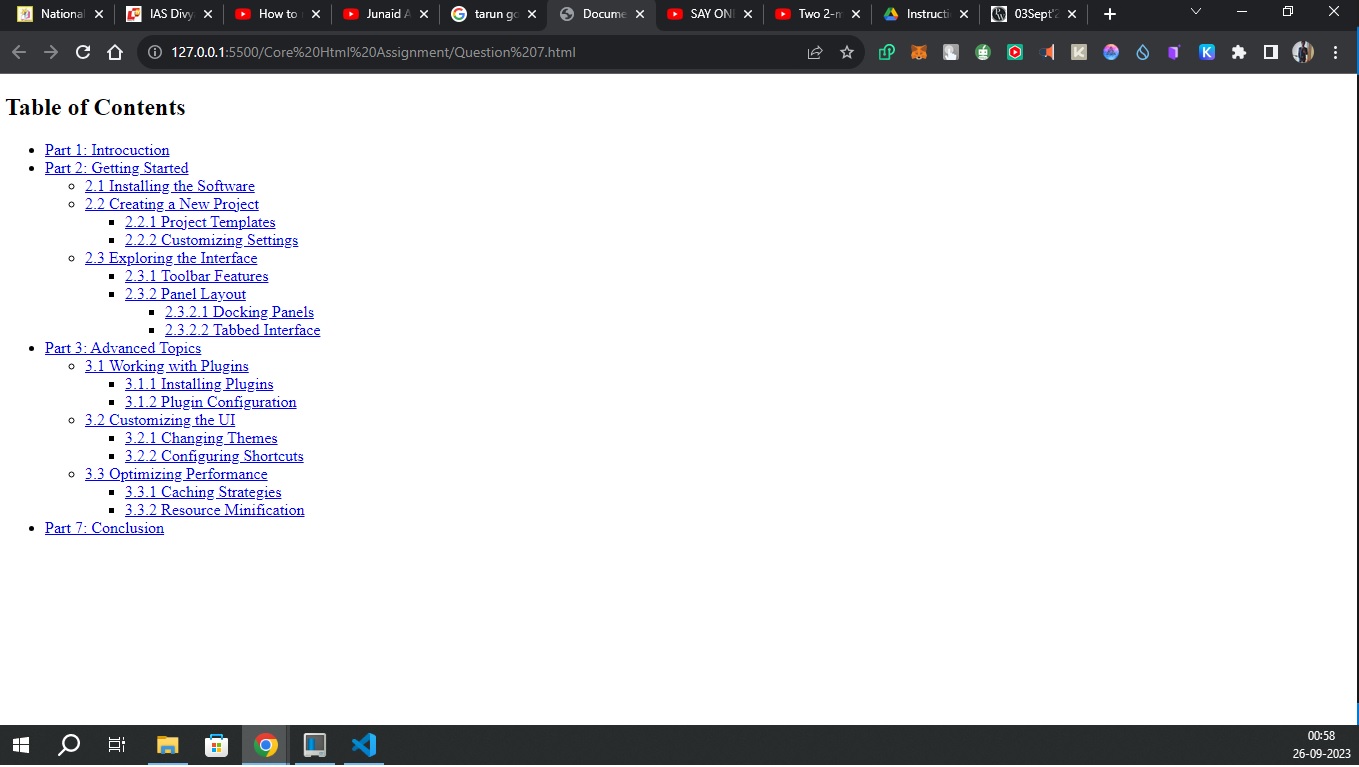 National
IAS Divy
How to
Junaid A
tarun go
Docume
SAY ONE
Two 2-m
Instructi
03Sept'2
127.0.0.1:5500/Core%20Html%20Assignment/Question%207.html
Table of Contents
Part 1: Introcuction
Part 2: Getting Started
2.1 Installing the Software
2.2 Creating a New Project
2.2.1 Project Templates
2.2.2 Customizing Settings
2.3 Exploring the Interface
2.3.1 Toolbar Features
2.3.2 Panel Layout
2.3.2.1 Docking Panels
2.3.2.2 Tabbed Interface
Part 3: Advanced Topics
3.1 Working with Plugins
3.1.1 Installing Plugins
3.1.2 Plugin Configuration
3.2 Customizing the UI
3.2.1 Changing Themes
3.2.2 Configuring Shortcuts
3.3 Optimizing Performance
3.3.1 Caching Strategies
3.3.2 Resource Minification
Part 7: Conclusion
00:58
26-09-2023